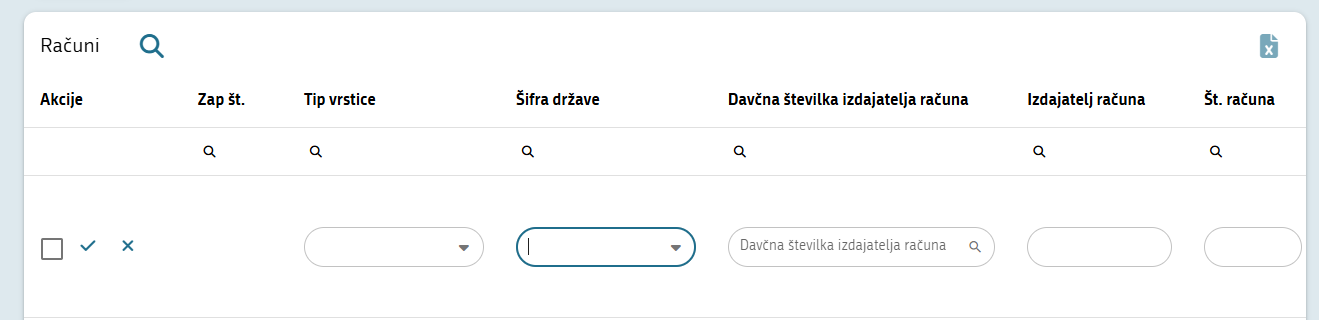 Računi
Akcije Zap št. Tip vrstice Šifra države Davčna številka izdajatelja računa Izdajatelj računa Št. računa
Davčna številka izdajatelja računa